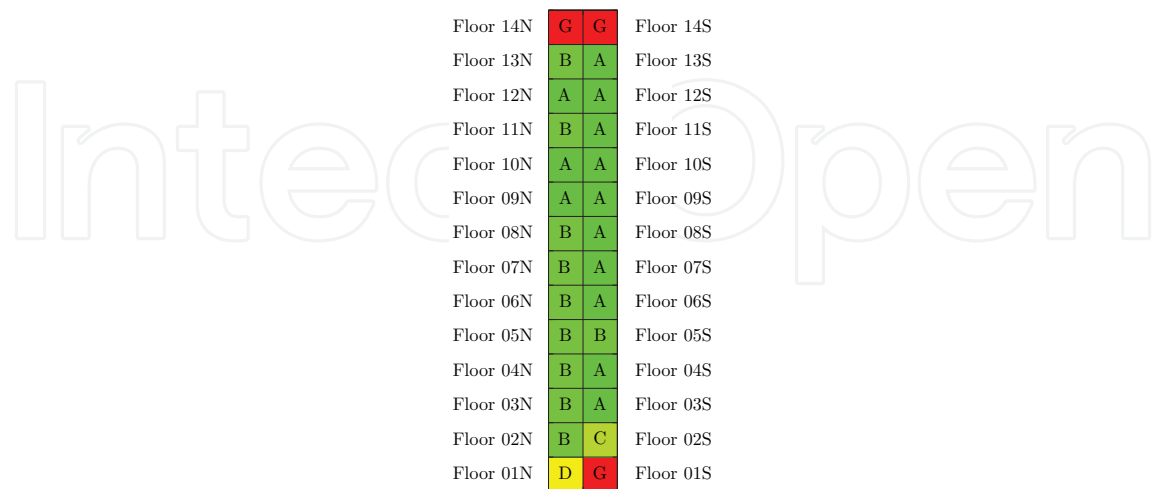 Floor 14N G G Floor 14S
Floor 13N B A Floor 13S
Floor 12N A A Floor 12S
Floor 11N B A Floor 11S
Floor 10N A A Floor 10S
Floor 09N A A Floor 09S
Floor 08N B A Floor 08S
Floor 07N B A Floor 07S
Floor 06N B A Floor 06S
Floor 05N B B Floor 05S
Floor 04N B A Floor 04S
Floor 03N B A Floor 03S
Floor 02N B C Floor 02S
Floor 01N D G Floor 01S